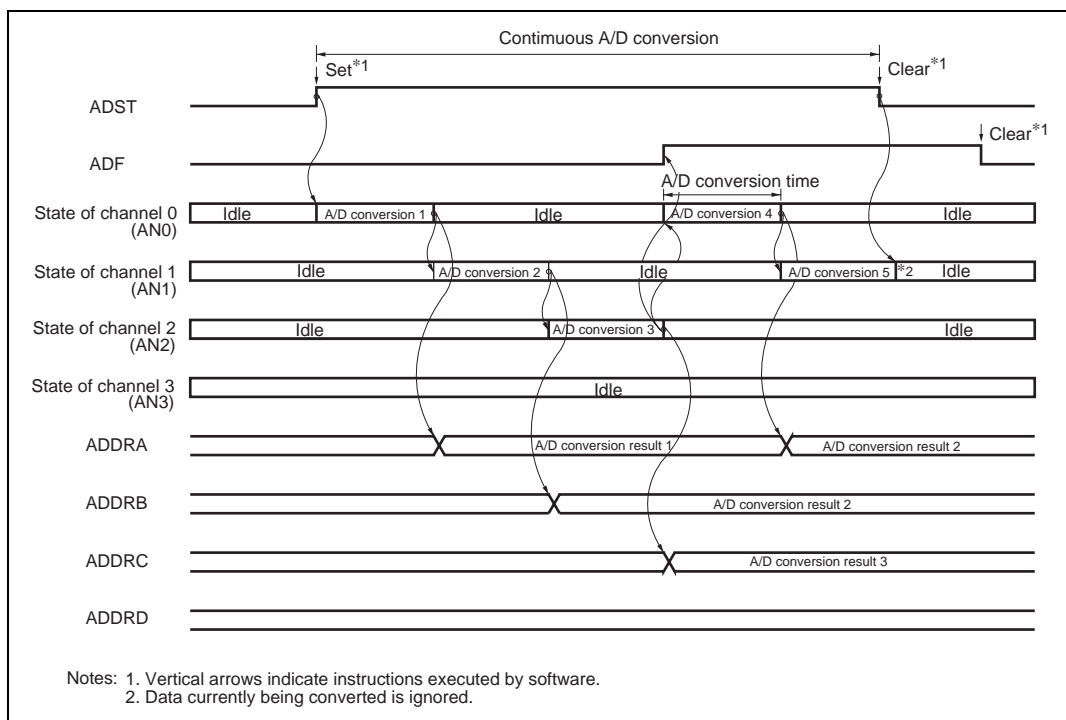 Contimuous A/D conversion
Set*1
Clear*1
ADST
Clear*1
ADF
A/D conversion time
State of channel 0
(AN0)
Idle
A/D conversion 1
Idle
A/D conversion 4
Idle
State of channel 1
(AN1)
Idle
A/D conversion 2
Idle
A/D conversion 5
*2
Idle
State of channel 2
(AN2)
Idle
A/D conversion 3
Idle
State of channel 3
(AN3)
Idle
ADDRA
A/D conversion result 1
A/D conversion result 2
ADDRB
A/D conversion result 2
ADDRC
A/D conversion result 3
ADDRD
Notes: 1. Vertical arrows indicate instructions executed by software.
2. Data currently being converted is ignored.